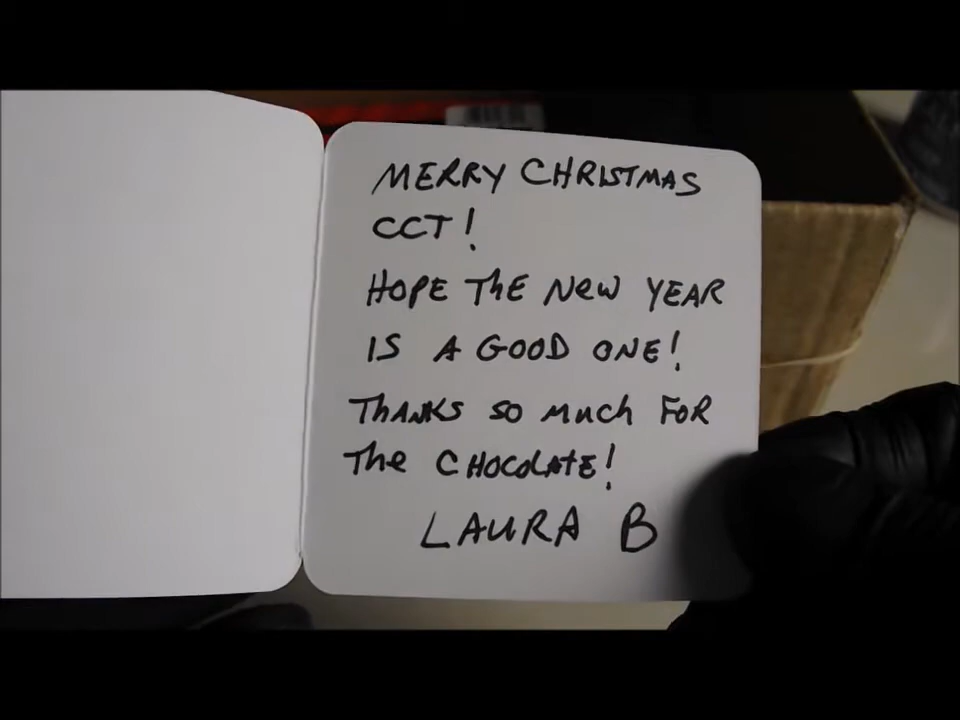 MERRY CHRISTMAS
CCT!
HOPE The New YEAR
IS A GOOD ONE!
ThANKS SO Much FOR
The CHOCOLATE!
LAURA B